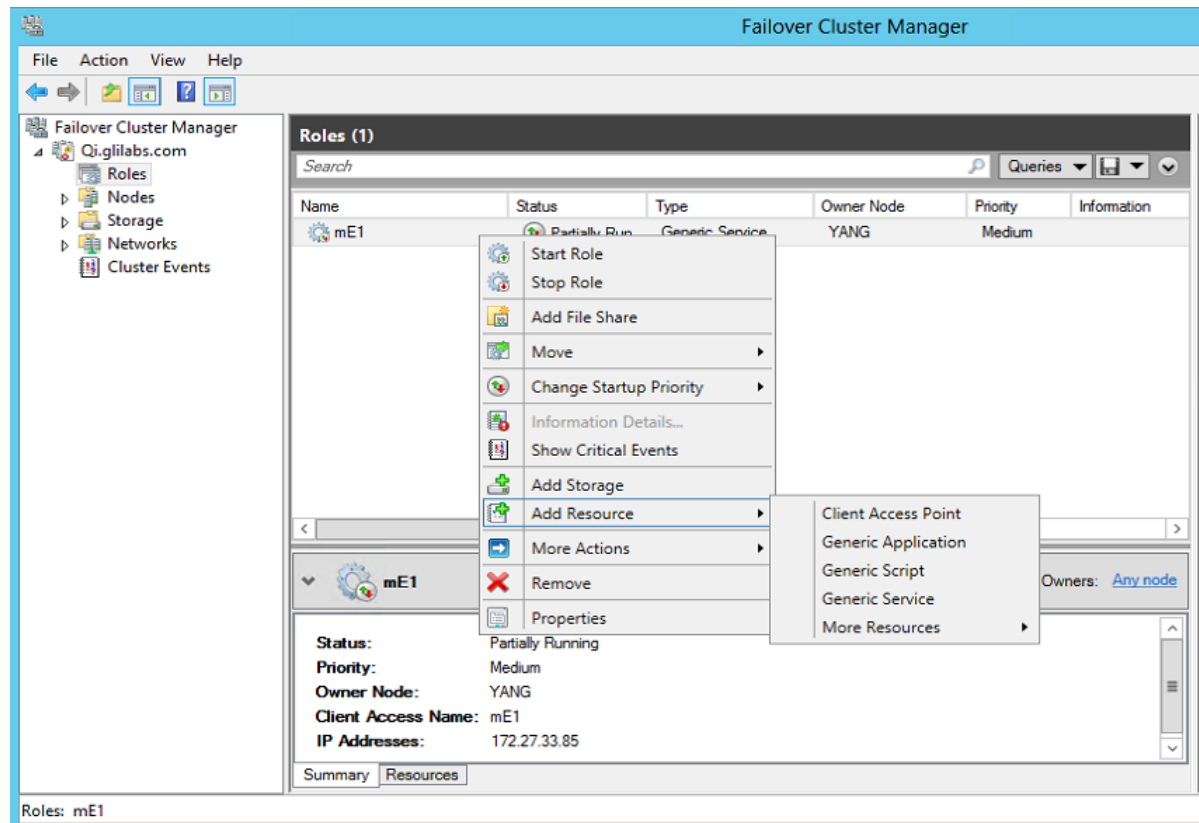 Failover Cluster Manager
File Action View Help
Failover Cluster Manager
Qi.glilabs.com
Roles
Nodes
Storage
Networks
Cluster Events
Roles (1)
Search
Queries
Name Status Type Owner Node Priority Information
mE1 Partially Run Generic Service YANG Medium
Start Role
Stop Role
Add File Share
Move
Change Startup Priority
Information Details...
Show Critical Events
Add Storage
Add Resource
More Actions
Remove
Properties
Client Access Point
Generic Application
Generic Script
Generic Service
More Resources
mE1
Owners: Any node
Status: Partially Running
Priority: Medium
Owner Node: YANG
Client Access Name: mE1
IP Addresses: 172.27.33.85
Summary Resources
Roles: mE1